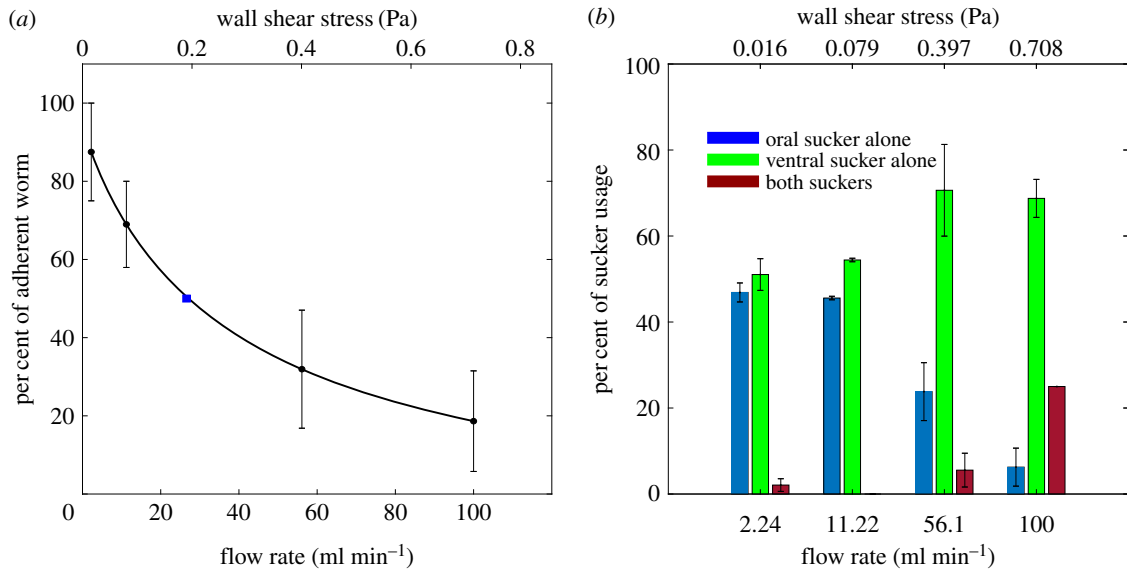 (a)
wall shear stress (Pa)
0 0.2 0.4 0.6 0.8
per cent of adherent worm
100
80
60
40
20
0 20 40 60 80 100
flow rate (ml min⁻¹)
(b)
wall shear stress (Pa)
0.016 0.079 0.397 0.708
per cent of sucker usage
100
80
60
40
20
0
oral sucker alone
ventral sucker alone
both suckers
2.24 11.22 56.1 100
flow rate (ml min⁻¹)